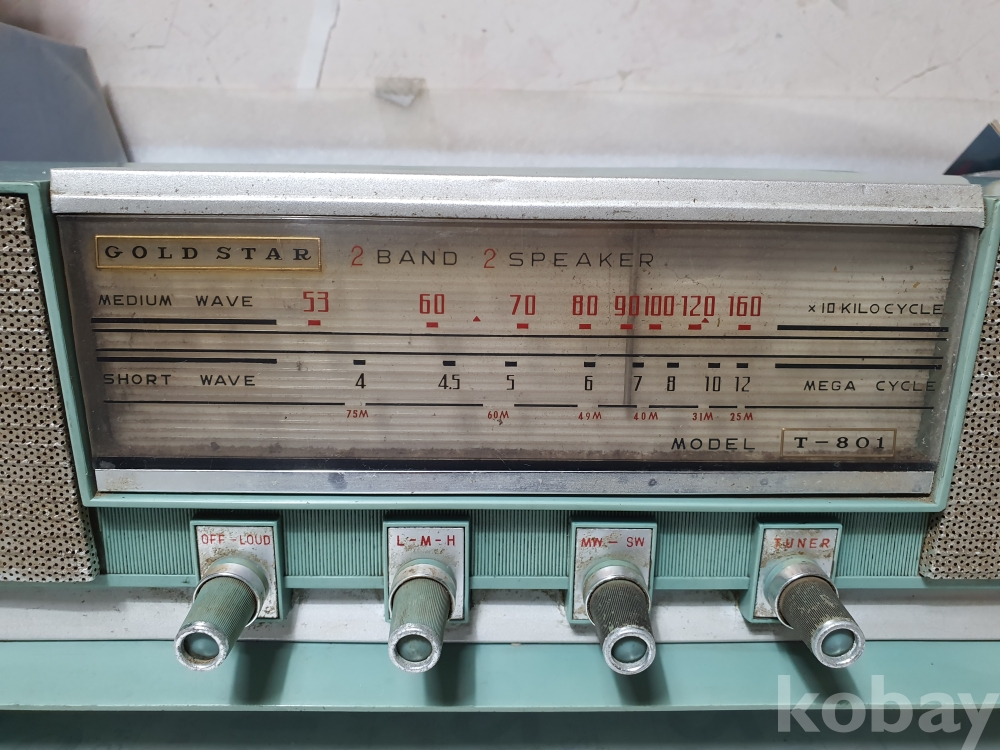 GOLD STAR 2 BAND 2 SPEAKER
MEDIUM WAVE 53 60 70 80 90 100 120 160 x 10 KILO CYCLE
SHORT WAVE 4 4.5 5 6 7 8 10 12 MEGA CYCLE
75M 60M 49M 40M 31M 25M
MODEL T-801
OFF - LOUD L - M - H MW - SW TUNER
kobay